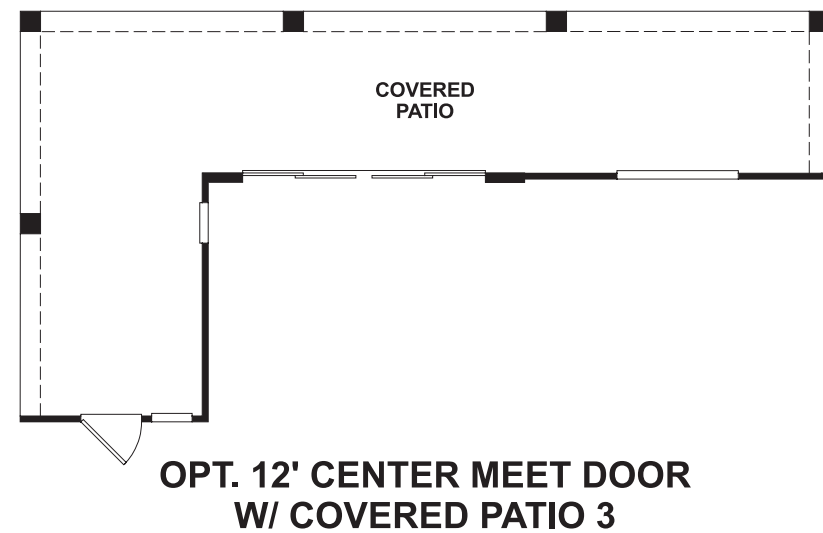 COVERED
PATIO
OPT. 12' CENTER MEET DOOR
W/ COVERED PATIO 3